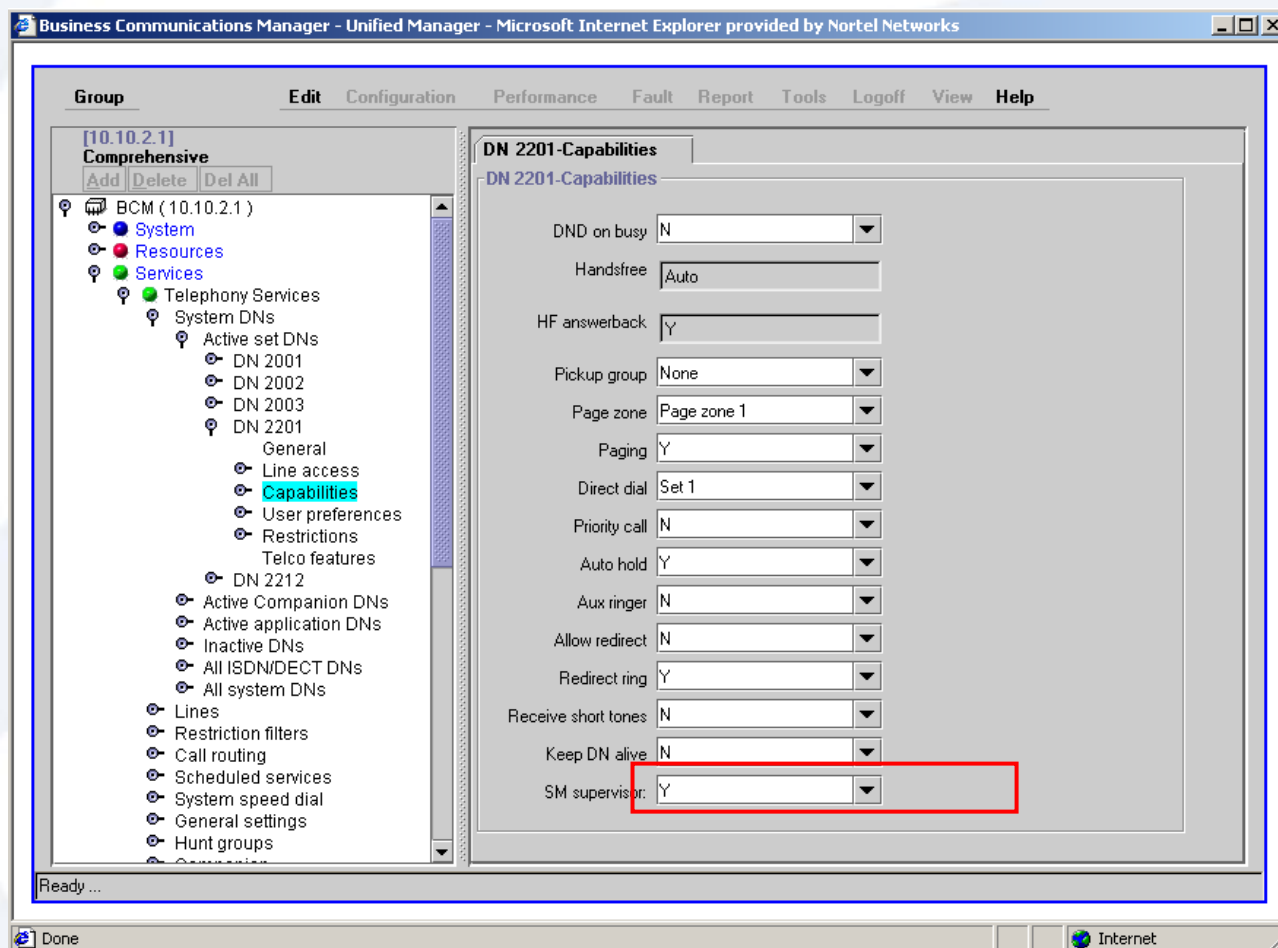 Business Communications Manager - Unified Manager - Microsoft Internet Explorer provided by Nortel Networks
Group Edit Configuration Performance Fault Report Tools Logoff View Help
[10.10.2.1]
Comprehensive
Add Delete Del All
BCM ( 10.10.2.1 )
System
Resources
Services
Telephony Services
System DNs
Active set DNs
DN 2001
DN 2002
DN 2003
DN 2201
General
Line access
Capabilities
User preferences
Restrictions
Telco features
DN 2212
Active Companion DNs
Active application DNs
Inactive DNs
All ISDN/DECT DNs
All system DNs
Lines
Restriction filters
Call routing
Scheduled services
System speed dial
General settings
Hunt groups
DN 2201-Capabilities
DN 2201-Capabilities
DND on busy N
Handsfree Auto
HF answerback Y
Pickup group None
Page zone Page zone 1
Paging Y
Direct dial Set 1
Priority call N
Auto hold Y
Aux ringer N
Allow redirect N
Redirect ring Y
Receive short tones N
Keep DN alive N
SM supervisor: Y
Ready ...
Done Internet